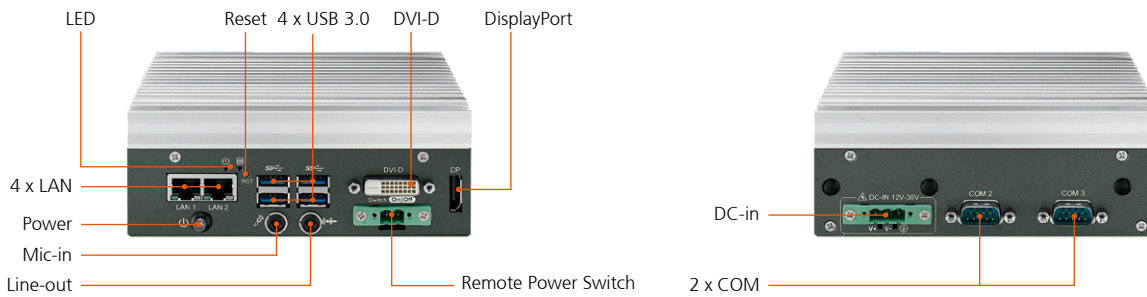 LED
Reset
4 x USB 3.0
DVI-D
DisplayPort
4 x LAN
Power
Mic-in
Line-out
Remote Power Switch
RST
LAN 1
LAN 2
DVI-D
Switch On|Off
DP
DC-in
2 x COM
DC-IN 12V-36V
V+ V-
COM 2
COM 3